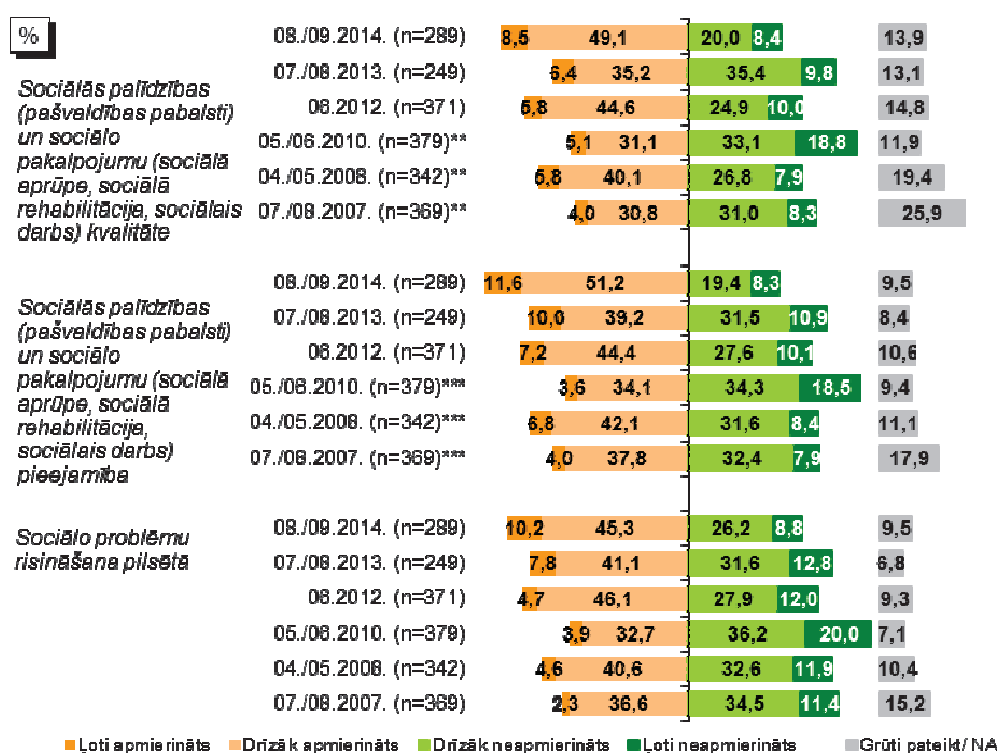 %
Sociālās palīdzības
(pašvaldības pabalsti)
un sociālo
pakalpojumu (sociālā
aprūpe, sociālā
rehabilitācija, sociālais
darbs) kvalitāte
08./09.2014. (n=289) 8,5 49,1 20,0 8,4 13,9
07./08.2013. (n=249) 6,4 35,2 35,4 9,8 13,1
06.2012. (n=371) 5,8 44,6 24,9 10,0 14,8
05./06.2010. (n=379)** 5,1 31,1 33,1 18,8 11,9
04./05.2008. (n=342)** 5,8 40,1 26,8 7,9 19,4
07./08.2007. (n=369)** 4,0 30,8 31,0 8,3 25,9
Sociālās palīdzības
(pašvaldības pabalsti)
un sociālo
pakalpojumu (sociālā
aprūpe, sociālā
rehabilitācija,
sociālais darbs)
pieejamība
08./09.2014. (n=289) 11,6 51,2 19,4 8,3 9,5
07./08.2013. (n=249) 10,0 39,2 31,5 10,9 8,4
06.2012. (n=371) 7,2 44,4 27,6 10,1 10,6
05./06.2010. (n=379)*** 3,6 34,1 34,3 18,5 9,4
04./05.2008. (n=342)*** 6,8 42,1 31,6 8,4 11,1
07./08.2007. (n=369)*** 4,0 37,8 32,4 7,9 17,9
Sociālo problēmu
risināšana pilsētā
08./09.2014. (n=289) 10,2 45,3 26,2 8,8 9,5
07./08.2013. (n=249) 7,8 41,1 31,6 12,8 6,8
06.2012. (n=371) 4,7 46,1 27,9 12,0 9,3
05./06.2010. (n=379) 3,9 32,7 36,2 20,0 7,1
04./05.2008. (n=342) 4,6 40,6 32,6 11,9 10,4
07./08.2007. (n=369) 2,3 36,6 34,5 11,4 15,2
Ļoti apmierināts Drīzāk apmierināts Drīzāk neapmierināts Ļoti neapmierināts Grūti pateikt/ NA